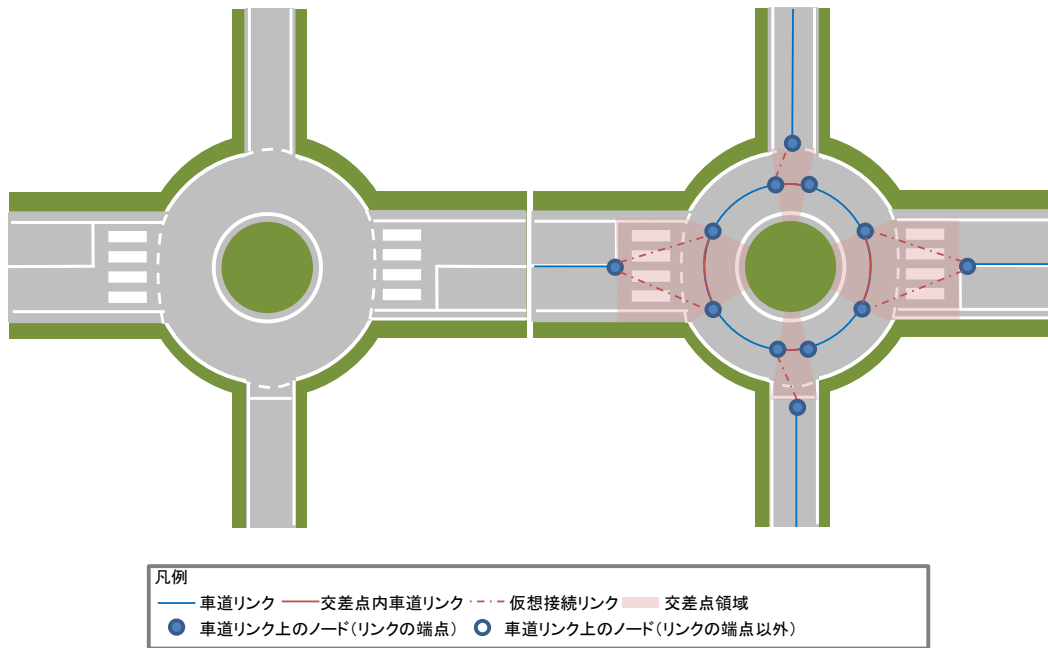 凡例
車道リンク 交差点内車道リンク 仮想接続リンク 交差点領域
車道リンク上のノード(リンクの端点) 車道リンク上のノード(リンクの端点以外)